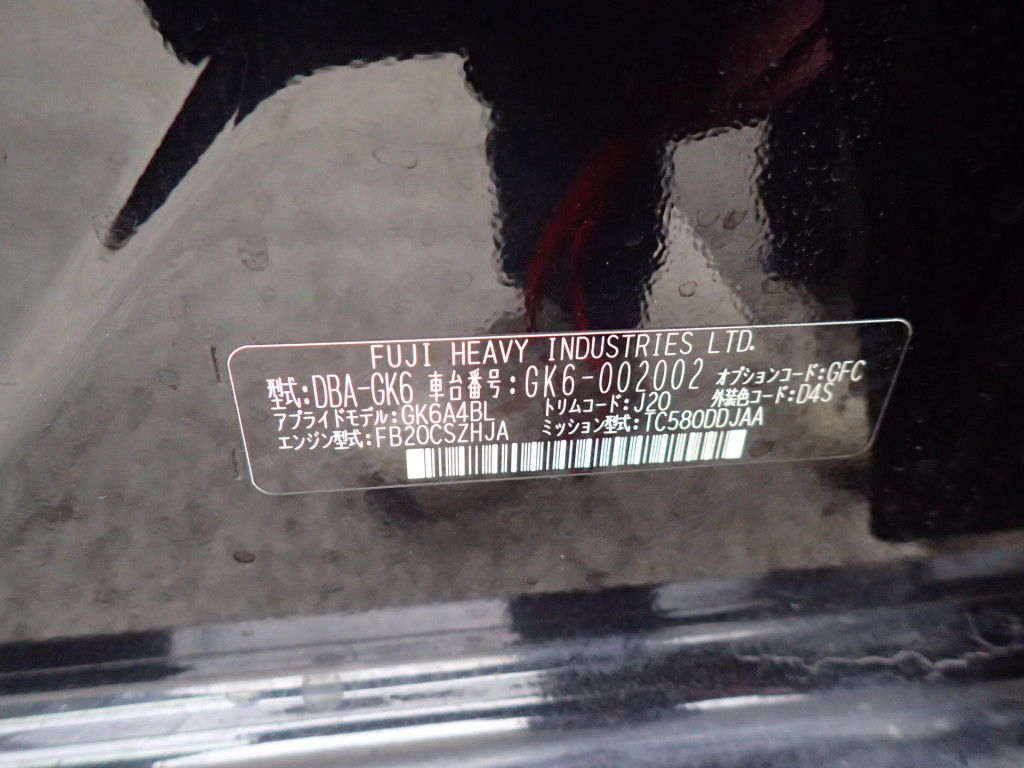 FUJI HEAVY INDUSTRIES LTD.
型式:DBA-GK6 車台番号:GK6-002002 オプションコード:GFC
アプライドモデル:GK6A4BL トリムコード:J20 外装色コード:D4S
エンジン型式:FB20CSZHJA ミッション型式:TC580DDJAA